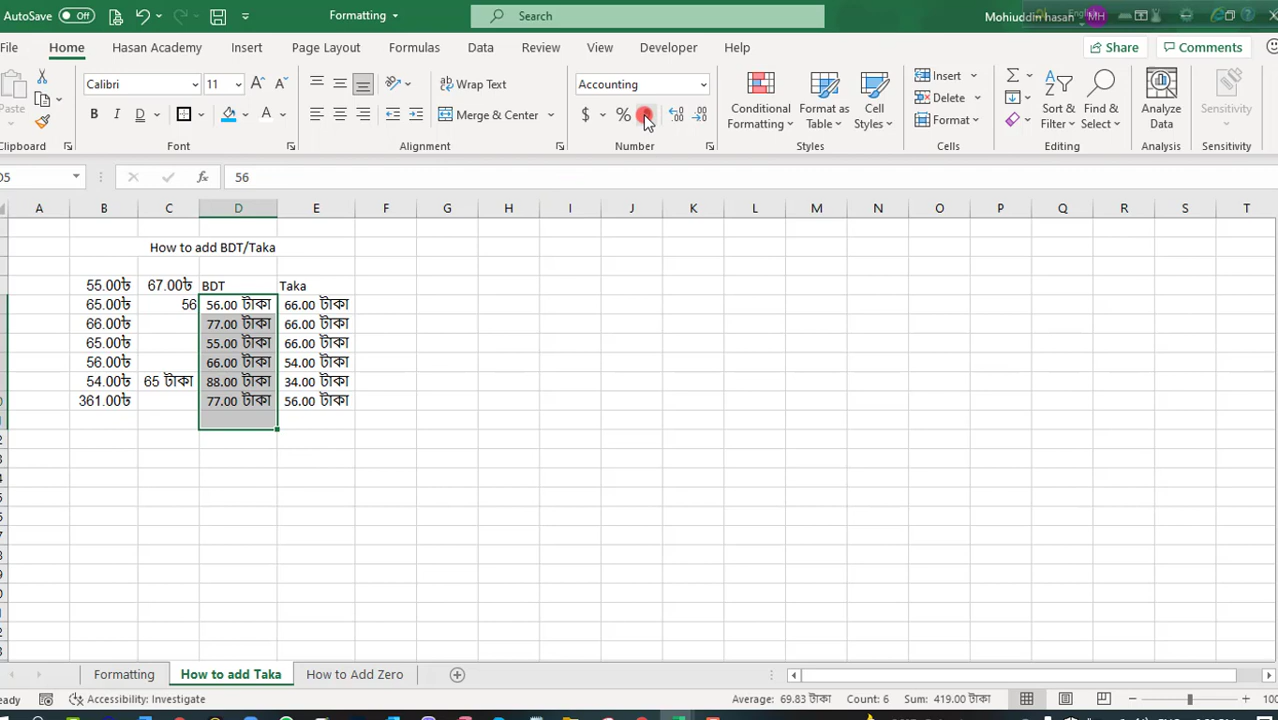 AutoSave Off Formatting Search Mohiuddin hasan MH English
File Home Hasan Academy Insert Page Layout Formulas Data Review View Developer Help Share Comments
Calibri 11 Wrap Text Accounting Insert
Paste B I U Merge & Center $ % Conditional Formatting Format as Table Cell Styles Delete Format Sort & Filter Find & Select Analyze Data Sensitivity
Clipboard Font Alignment Number Styles Cells Editing Analysis Sensitivity
D5 fx 56
A B C D E F G H I J K L M N O P Q R S T
How to add BDT/Taka
55.00৳ 67.00৳ BDT Taka
65.00৳ 56 56.00 টাকা 66.00 টাকা
66.00৳ 77.00 টাকা 66.00 টাকা
65.00৳ 55.00 টাকা 66.00 টাকা
56.00৳ 66.00 টাকা 54.00 টাকা
54.00৳ 65 টাকা 88.00 টাকা 34.00 টাকা
361.00৳ 77.00 টাকা 56.00 টাকা
Formatting How to add Taka How to Add Zero
Accessibility: Investigate Average: 69.83 টাকা Count: 6 Sum: 419.00 টাকা